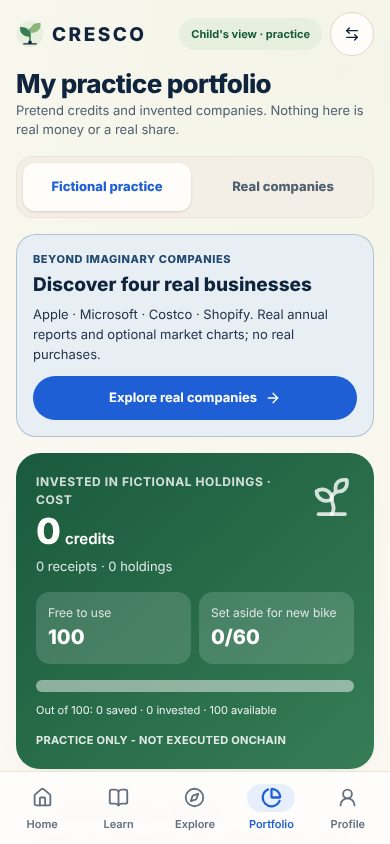 CRESCO
Child's view · practice
My practice portfolio
Pretend credits and invented companies. Nothing here is
real money or a real share.
Fictional practice
Real companies
BEYOND IMAGINARY COMPANIES
Discover four real businesses
Apple · Microsoft · Costco · Shopify. Real annual
reports and optional market charts; no real
purchases.
Explore real companies
INVESTED IN FICTIONAL HOLDINGS ·
COST
0 credits
0 receipts · 0 holdings
Free to use
100
Set aside for new bike
0/60
Out of 100: 0 saved · 0 invested · 100 available
PRACTICE ONLY - NOT EXECUTED ONCHAIN
Home
Learn
Explore
Portfolio
Profile